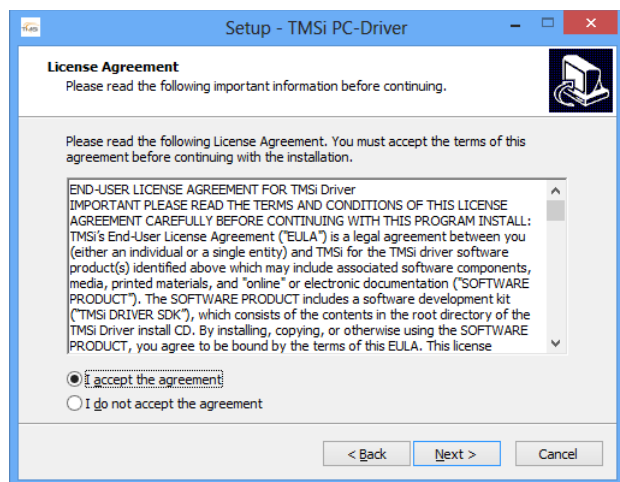 TMSi
Setup - TMSi PC-Driver
License Agreement
Please read the following important information before continuing.
Please read the following License Agreement. You must accept the terms of this
agreement before continuing with the installation.
END-USER LICENSE AGREEMENT FOR TMSi Driver
IMPORTANT PLEASE READ THE TERMS AND CONDITIONS OF THIS LICENSE
AGREEMENT CAREFULLY BEFORE CONTINUING WITH THIS PROGRAM INSTALL:
TMSi's End-User License Agreement ("EULA") is a legal agreement between you
(either an individual or a single entity) and TMSi for the TMSi driver software
product(s) identified above which may include associated software components,
media, printed materials, and "online" or electronic documentation ("SOFTWARE
PRODUCT"). The SOFTWARE PRODUCT includes a software development kit
("TMSi DRIVER SDK"), which consists of the contents in the root directory of the
TMSi Driver install CD. By installing, copying, or otherwise using the SOFTWARE
PRODUCT, you agree to be bound by the terms of this EULA. This license
I accept the agreement
I do not accept the agreement
< Back Next > Cancel